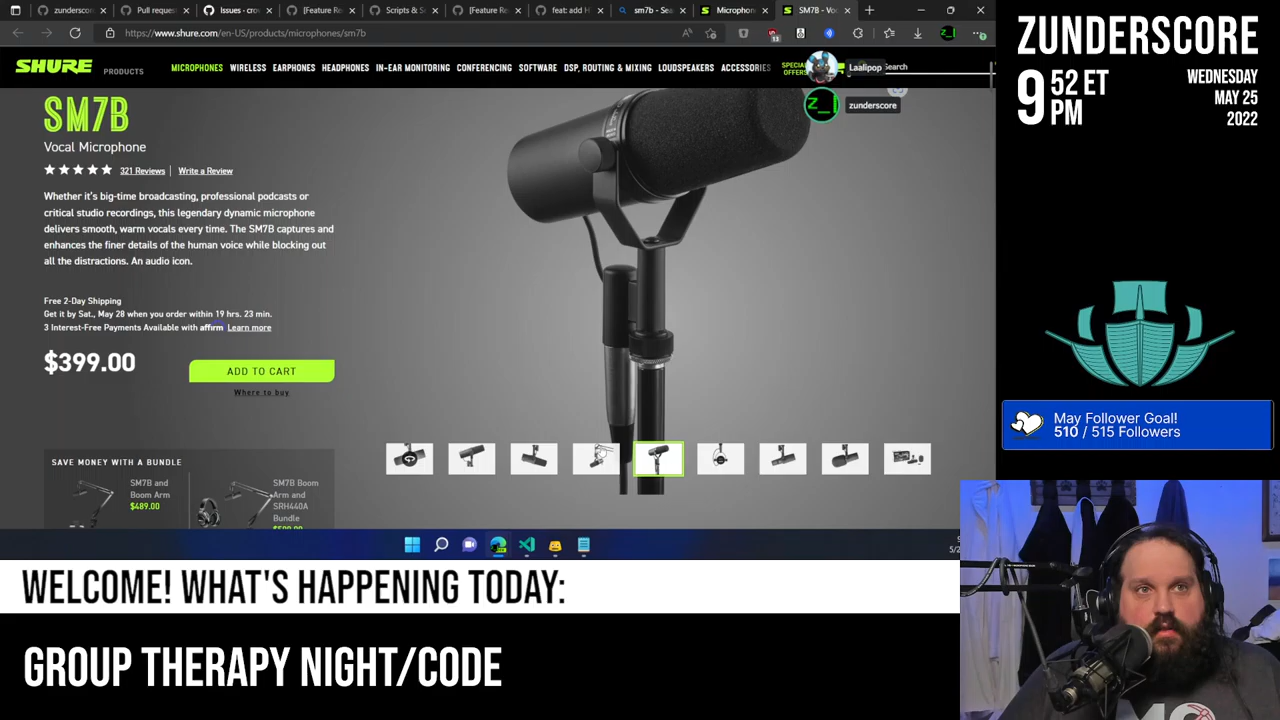 zunderscor
Pull reques
Issues · cro
[Feature Re
Scripts & S
[Feature Re
feat: add H
sm7b - Sea
Microphon
SM7B - Voc
https://www.shure.com/en-US/products/microphones/sm7b
13
SHURE
PRODUCTS
MICROPHONES
WIRELESS
EARPHONES
HEADPHONES
IN-EAR MONITORING
CONFERENCING
SOFTWARE
DSP, ROUTING & MIXING
LOUDSPEAKERS
ACCESSORIES
SPECIAL
OFFERS
Search
Laalipop
zunderscore
SM7B
Vocal Microphone
321 Reviews
Write a Review
Whether it's big-time broadcasting, professional podcasts or
critical studio recordings, this legendary dynamic microphone
delivers smooth, warm vocals every time. The SM7B captures and
enhances the finer details of the human voice while blocking out
all the distractions. An audio icon.
Free 2-Day Shipping
Get it by Sat., May 28 when you order within 19 hrs. 23 min.
3 Interest-Free Payments Available with affirm Learn more
$399.00
ADD TO CART
Where to buy
SAVE MONEY WITH A BUNDLE
SM7B and
Boom Arm
$489.00
SM7B Boom
Arm and
SRH440A
Bundle
ZUNDERSCORE
9
52 ET
PM
WEDNESDAY
MAY 25
2022
May Follower Goal!
510 / 515 Followers
WELCOME! WHAT'S HAPPENING TODAY:
GROUP THERAPY NIGHT/CODE